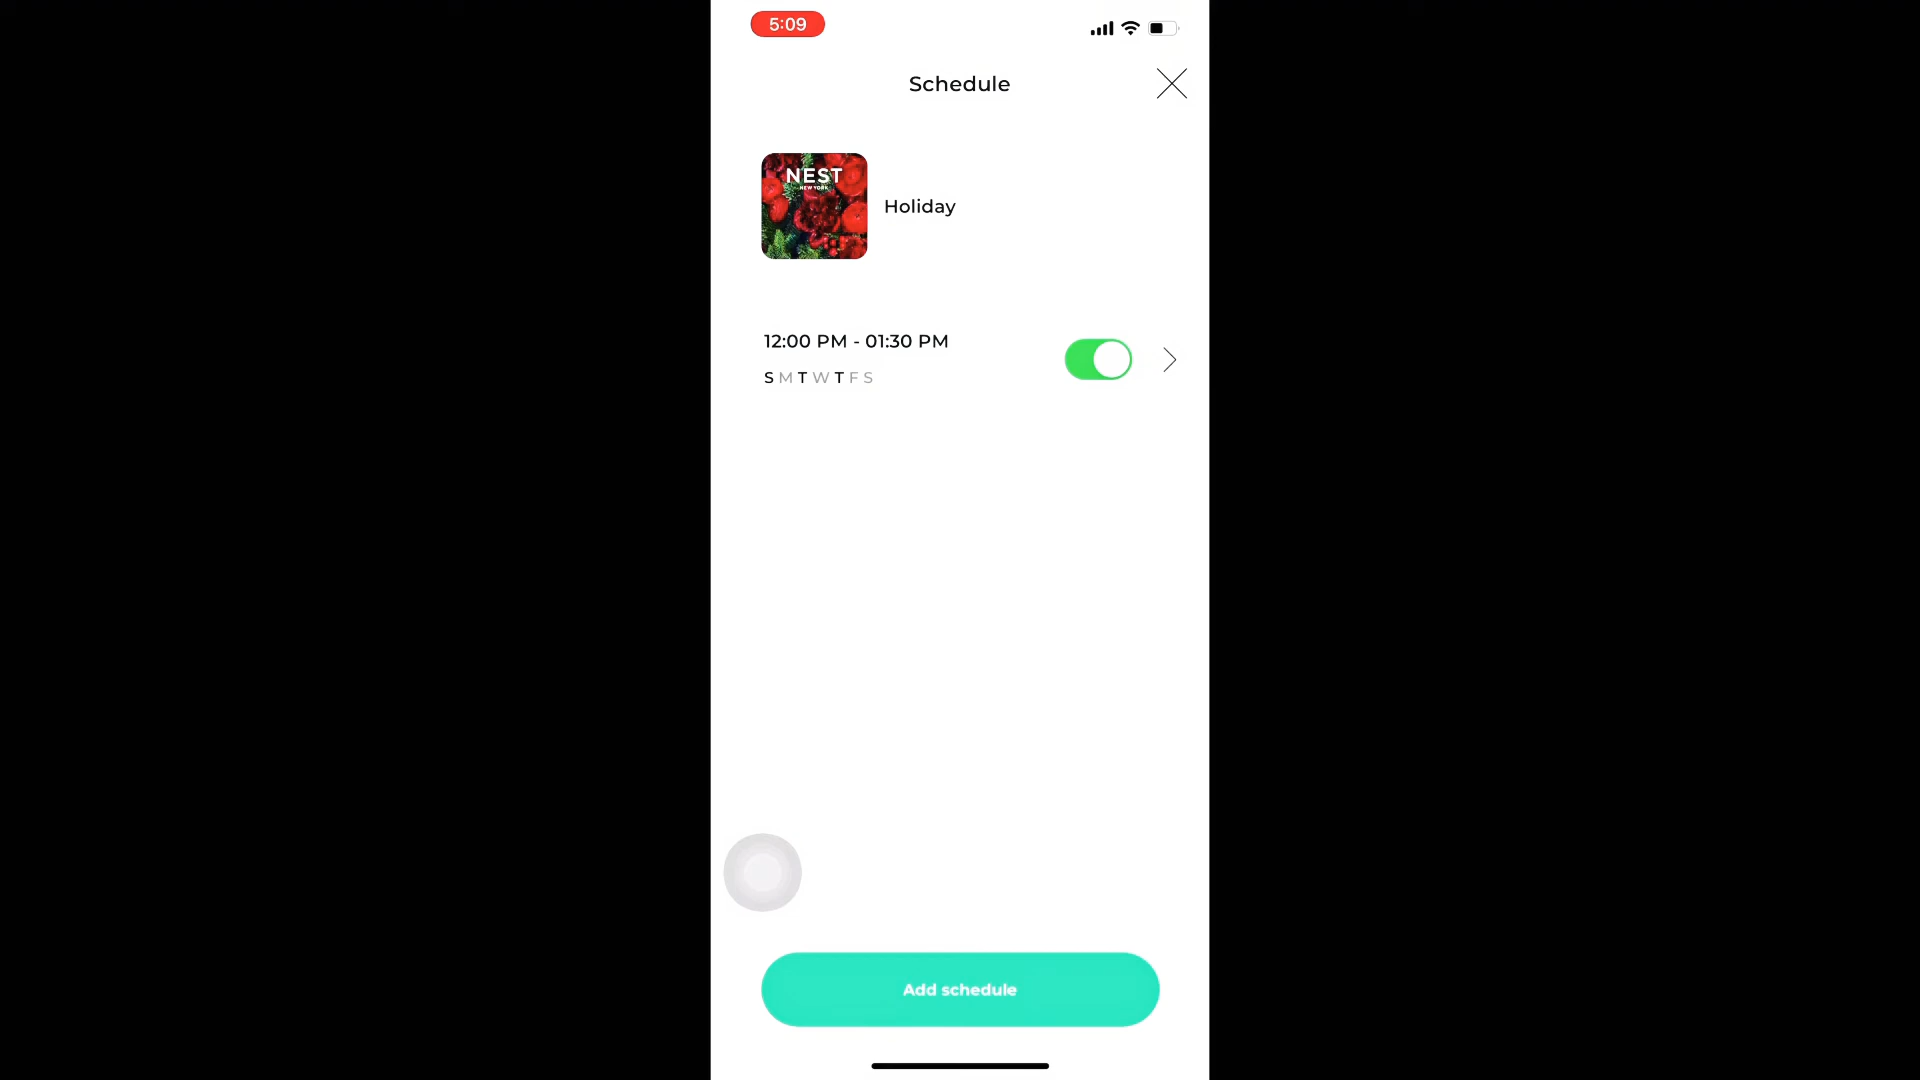 5:09
Schedule
NEST
NEW YORK
Holiday
12:00 PM - 01:30 PM
S M T W T F S
Add schedule